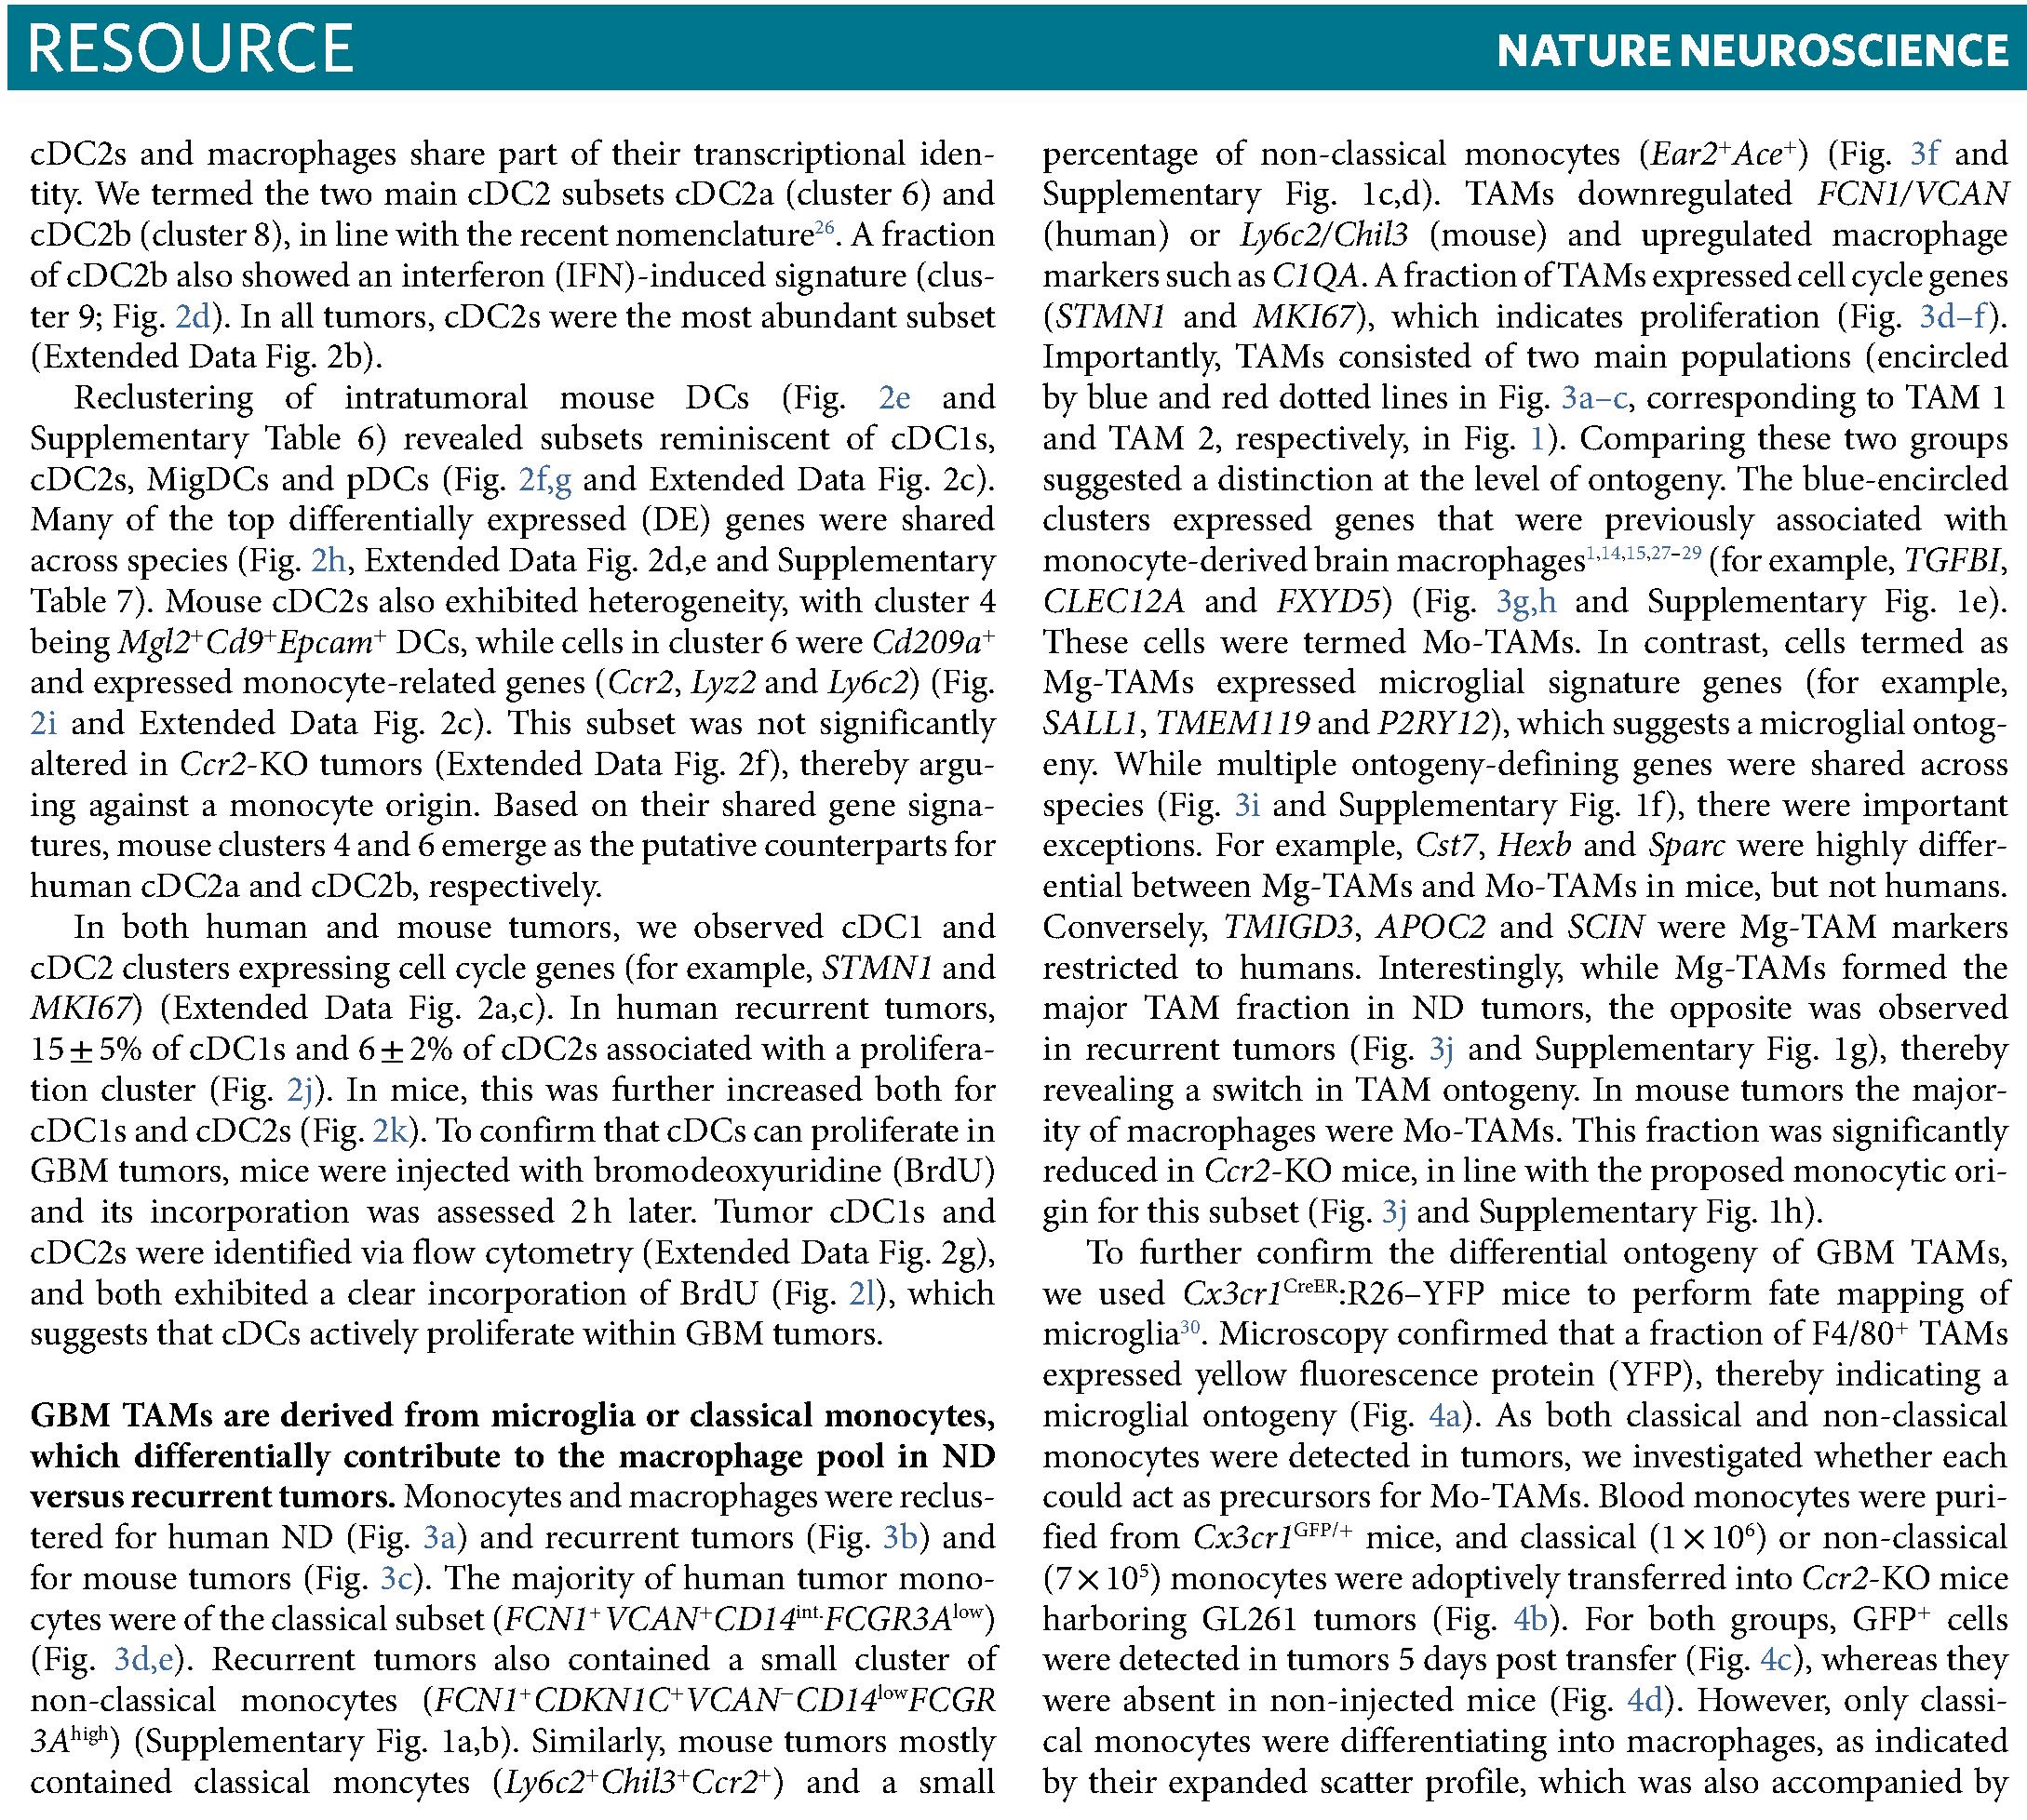 RESOURCE
NATURE NEUROSCIENCE
cDC2s and macrophages share part of their transcriptional iden-
tity. We termed the two main cDC2 subsets cDC2a (cluster 6) and
cDC2b (cluster 8), in line with the recent nomenclature26. A fraction
of cDC2b also showed an interferon (IFN)-induced signature (clus-
ter 9; Fig. 2d). In all tumors, cDC2s were the most abundant subset
(Extended Data Fig. 2b).
Reclustering of intratumoral mouse DCs (Fig. 2e and
Supplementary Table 6) revealed subsets reminiscent of cDC1s,
cDC2s, MigDCs and pDCs (Fig. 2f,g and Extended Data Fig. 2c).
Many of the top differentially expressed (DE) genes were shared
across species (Fig. 2h, Extended Data Fig. 2d,e and Supplementary
Table 7). Mouse cDC2s also exhibited heterogeneity, with cluster 4
being Mgl2+Cd9+Epcam+ DCs, while cells in cluster 6 were Cd209a+
and expressed monocyte-related genes (Ccr2, Lyz2 and Ly6c2) (Fig.
2i and Extended Data Fig. 2c). This subset was not significantly
altered in Ccr2-KO tumors (Extended Data Fig. 2f), thereby argu-
ing against a monocyte origin. Based on their shared gene signa-
tures, mouse clusters 4 and 6 emerge as the putative counterparts for
human cDC2a and cDC2b, respectively.
In both human and mouse tumors, we observed cDC1 and
cDC2 clusters expressing cell cycle genes (for example, STMN1 and
MKI67) (Extended Data Fig. 2a,c). In human recurrent tumors,
15 ± 5% of cDC1s and 6 ± 2% of cDC2s associated with a prolifera-
tion cluster (Fig. 2j). In mice, this was further increased both for
cDC1s and cDC2s (Fig. 2k). To confirm that cDCs can proliferate in
GBM tumors, mice were injected with bromodeoxyuridine (BrdU)
and its incorporation was assessed 2 h later. Tumor cDC1s and
cDC2s were identified via flow cytometry (Extended Data Fig. 2g),
and both exhibited a clear incorporation of BrdU (Fig. 2l), which
suggests that cDCs actively proliferate within GBM tumors.
GBM TAMs are derived from microglia or classical monocytes,
which differentially contribute to the macrophage pool in ND
versus recurrent tumors. Monocytes and macrophages were reclus-
tered for human ND (Fig. 3a) and recurrent tumors (Fig. 3b) and
for mouse tumors (Fig. 3c). The majority of human tumor mono-
cytes were of the classical subset (FCN1+VCAN+CD14int.FCGR3Alow)
(Fig. 3d,e). Recurrent tumors also contained a small cluster of
non-classical monocytes (FCN1+CDKN1C+VCAN−CD14lowFCGR
3Ahigh) (Supplementary Fig. 1a,b). Similarly, mouse tumors mostly
contained classical moncytes (Ly6c2+Chil3+Ccr2+) and a small
percentage of non-classical monocytes (Ear2+Ace+) (Fig. 3f and
Supplementary Fig. 1c,d). TAMs downregulated FCN1/VCAN
(human) or Ly6c2/Chil3 (mouse) and upregulated macrophage
markers such as C1QA. A fraction of TAMs expressed cell cycle genes
(STMN1 and MKI67), which indicates proliferation (Fig. 3d–f).
Importantly, TAMs consisted of two main populations (encircled
by blue and red dotted lines in Fig. 3a–c, corresponding to TAM 1
and TAM 2, respectively, in Fig. 1). Comparing these two groups
suggested a distinction at the level of ontogeny. The blue-encircled
clusters expressed genes that were previously associated with
monocyte-derived brain macrophages1,14,15,27–29 (for example, TGFBI,
CLEC12A and FXYD5) (Fig. 3g,h and Supplementary Fig. 1e).
These cells were termed Mo-TAMs. In contrast, cells termed as
Mg-TAMs expressed microglial signature genes (for example,
SALL1, TMEM119 and P2RY12), which suggests a microglial ontog-
eny. While multiple ontogeny-defining genes were shared across
species (Fig. 3i and Supplementary Fig. 1f), there were important
exceptions. For example, Cst7, Hexb and Sparc were highly differ-
ential between Mg-TAMs and Mo-TAMs in mice, but not humans.
Conversely, TMIGD3, APOC2 and SCIN were Mg-TAM markers
restricted to humans. Interestingly, while Mg-TAMs formed the
major TAM fraction in ND tumors, the opposite was observed
in recurrent tumors (Fig. 3j and Supplementary Fig. 1g), thereby
revealing a switch in TAM ontogeny. In mouse tumors the major-
ity of macrophages were Mo-TAMs. This fraction was significantly
reduced in Ccr2-KO mice, in line with the proposed monocytic ori-
gin for this subset (Fig. 3j and Supplementary Fig. 1h).
To further confirm the differential ontogeny of GBM TAMs,
we used Cx3cr1CreER:R26–YFP mice to perform fate mapping of
microglia30. Microscopy confirmed that a fraction of F4/80+ TAMs
expressed yellow fluorescence protein (YFP), thereby indicating a
microglial ontogeny (Fig. 4a). As both classical and non-classical
monocytes were detected in tumors, we investigated whether each
could act as precursors for Mo-TAMs. Blood monocytes were puri-
fied from Cx3cr1GFP/+ mice, and classical (1 × 10⁶) or non-classical
(7 × 10⁵) monocytes were adoptively transferred into Ccr2-KO mice
harboring GL261 tumors (Fig. 4b). For both groups, GFP+ cells
were detected in tumors 5 days post transfer (Fig. 4c), whereas they
were absent in non-injected mice (Fig. 4d). However, only classi-
cal monocytes were differentiating into macrophages, as indicated
by their expanded scatter profile, which was also accompanied by